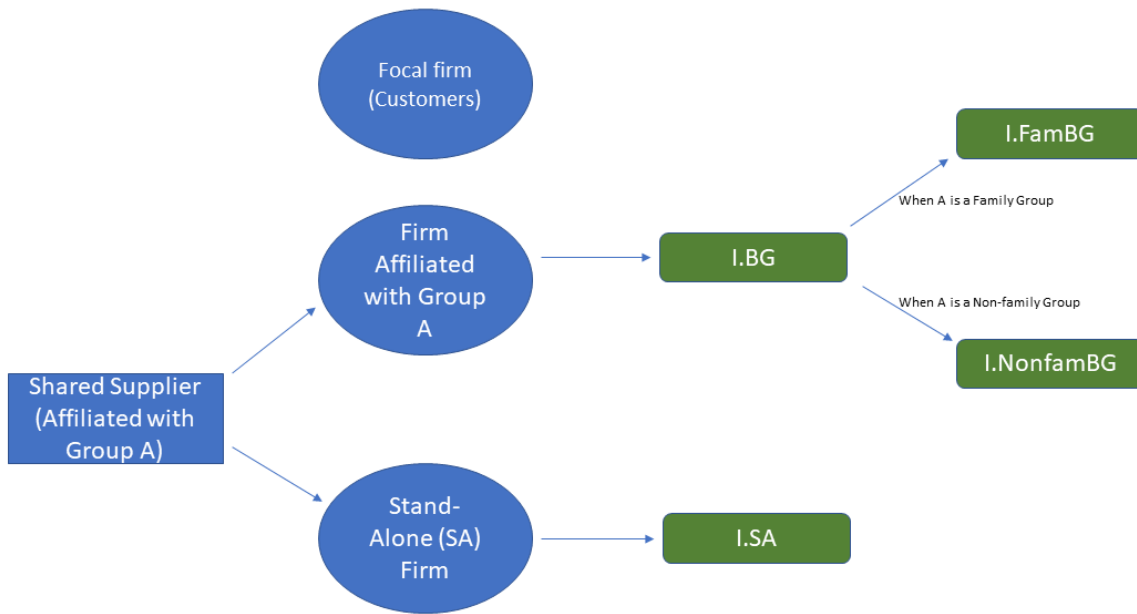 Focal firm
(Customers)
I.FamBG
When A is a Family Group
Firm
Affiliated
with Group
A
I.BG
When A is a Non-family Group
I.NonfamBG
Shared Supplier
(Affiliated with
Group A)
Stand-
Alone (SA)
Firm
I.SA